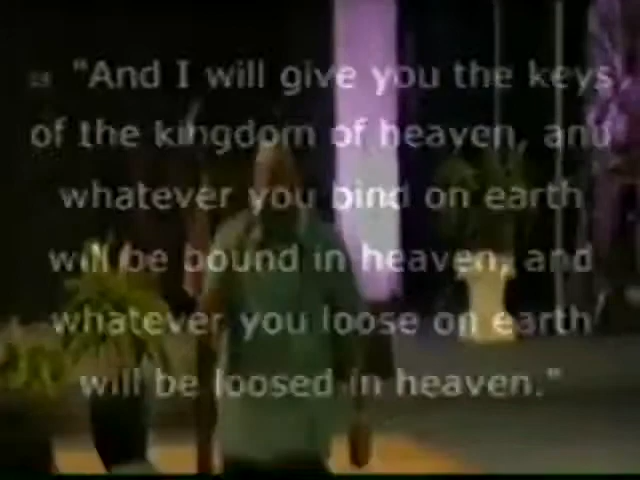 "And I will give you the keys
of the kingdom of heaven, and
whatever you bind on earth
will be bound in heaven, and
whatever you loose on earth
will be loosed in heaven."